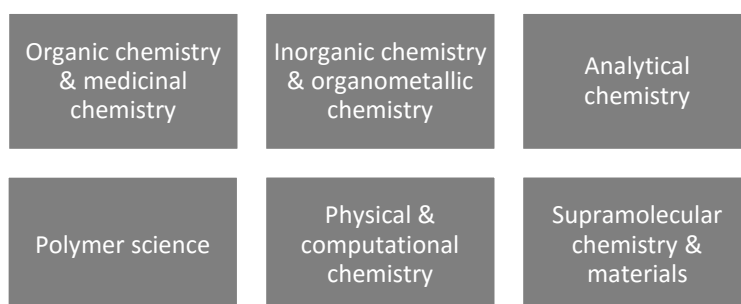 Organic chemistry
& medicinal
chemistry
Inorganic chemistry
& organometallic
chemistry
Analytical
chemistry
Polymer science
Physical &
computational
chemistry
Supramolecular
chemistry &
materials